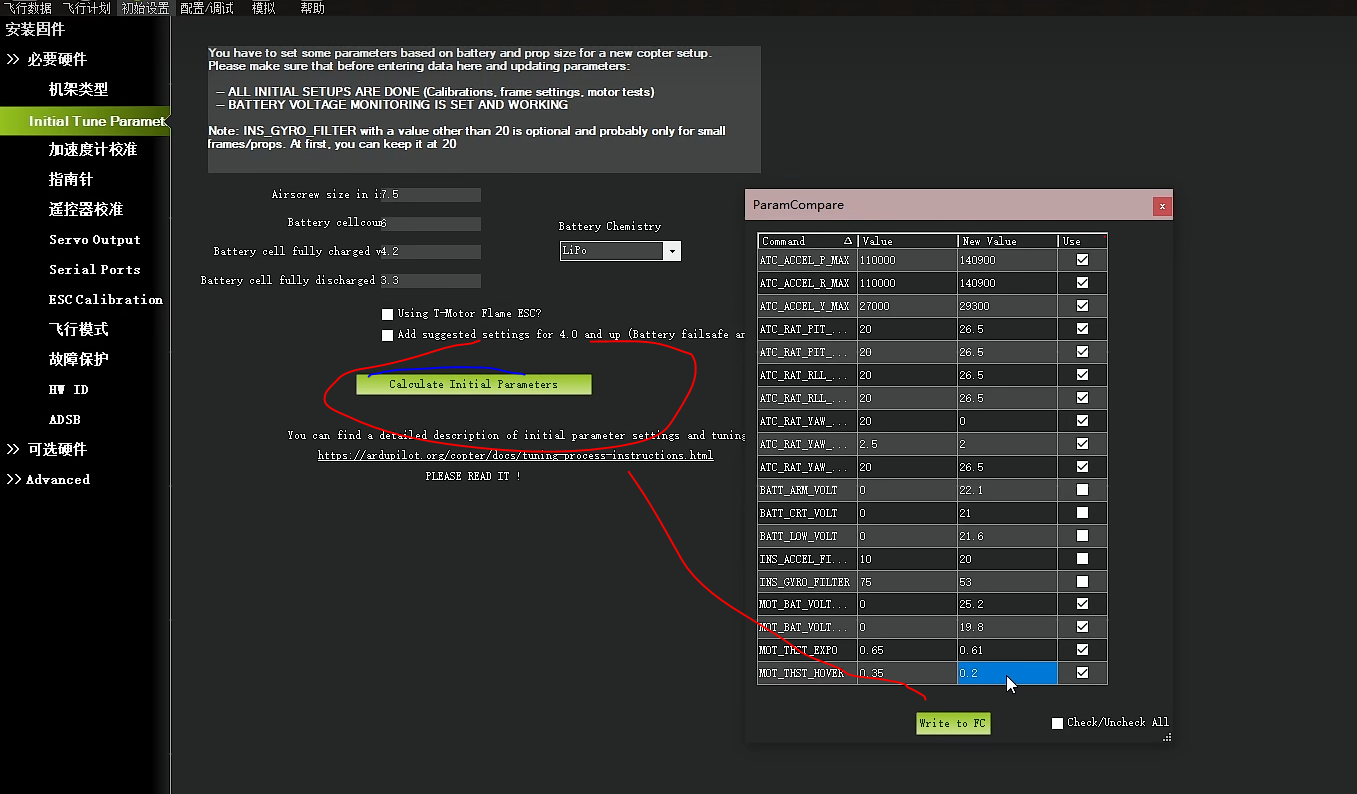 飞行数据 飞行计划 初始设置 配置/调试 模拟 帮助
安装固件
>> 必要硬件
机架类型
Initial Tune Paramet
加速度计校准
指南针
遥控器校准
Servo Output
Serial Ports
ESC Calibration
飞行模式
故障保护
HW ID
ADSB
>> 可选硬件
>> Advanced
You have to set some parameters based on battery and prop size for a new copter setup.
Please make sure that before entering data here and updating parameters:
– ALL INITIAL SETUPS ARE DONE (Calibrations, frame settings, motor tests)
– BATTERY VOLTAGE MONITORING IS SET AND WORKING
Note: INS_GYRO_FILTER with a value other than 20 is optional and probably only for small
frames/props. At first, you can keep it at 20
Airscrew size in i 7.5
Battery cellcoun 6
Battery cell fully charged v 4.2
Battery cell fully discharged 3.3
Battery Chemistry
LiPo
Using T-Motor Flame ESC?
Add suggested settings for 4.0 and up (Battery failsafe ar
Calculate Initial Parameters
You can find a detailed description of initial parameter settings and tuning
https://ardupilot.org/copter/docs/tuning-process-instructions.html
PLEASE READ IT !
ParamCompare
x
Command Value New Value Use
ATC_ACCEL_P_MAX 110000 140900
ATC_ACCEL_R_MAX 110000 140900
ATC_ACCEL_Y_MAX 27000 29300
ATC_RAT_PIT_... 20 26.5
ATC_RAT_PIT_... 20 26.5
ATC_RAT_RLL_... 20 26.5
ATC_RAT_RLL_... 20 26.5
ATC_RAT_YAW_... 20 0
ATC_RAT_YAW_... 2.5 2
ATC_RAT_YAW_... 20 26.5
BATT_ARM_VOLT 0 22.1
BATT_CRT_VOLT 0 21
BATT_LOW_VOLT 0 21.6
INS_ACCEL_FI... 10 20
INS_GYRO_FILTER 75 53
MOT_BAT_VOLT... 0 25.2
MOT_BAT_VOLT... 0 19.8
MOT_THST_EXPO 0.65 0.61
MOT_THST_HOVER 0.35 0.2
Write to FC
Check/Uncheck All